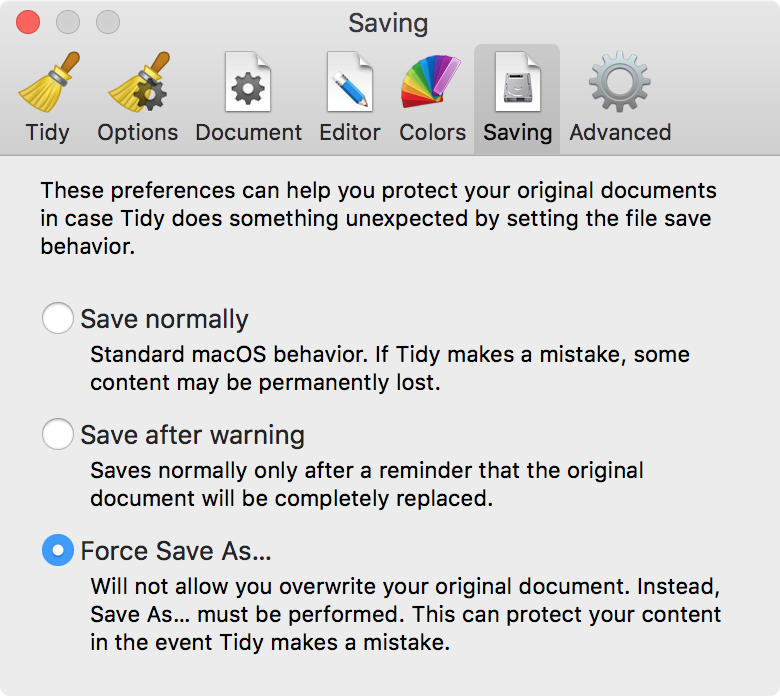 Saving
Tidy Options Document Editor Colors Saving Advanced
These preferences can help you protect your original documents
in case Tidy does something unexpected by setting the file save
behavior.
Save normally
Standard macOS behavior. If Tidy makes a mistake, some
content may be permanently lost.
Save after warning
Saves normally only after a reminder that the original
document will be completely replaced.
Force Save As...
Will not allow you overwrite your original document. Instead,
Save As... must be performed. This can protect your content
in the event Tidy makes a mistake.